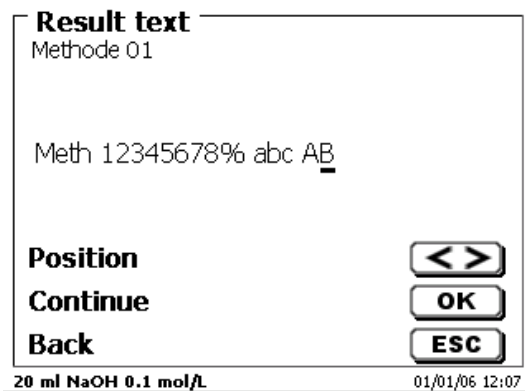 Result text
Methode 01
Meth 12345678% abc AB
Position < >
Continue OK
Back ESC
20 ml NaOH 0.1 mol/L 01/01/06 12:07